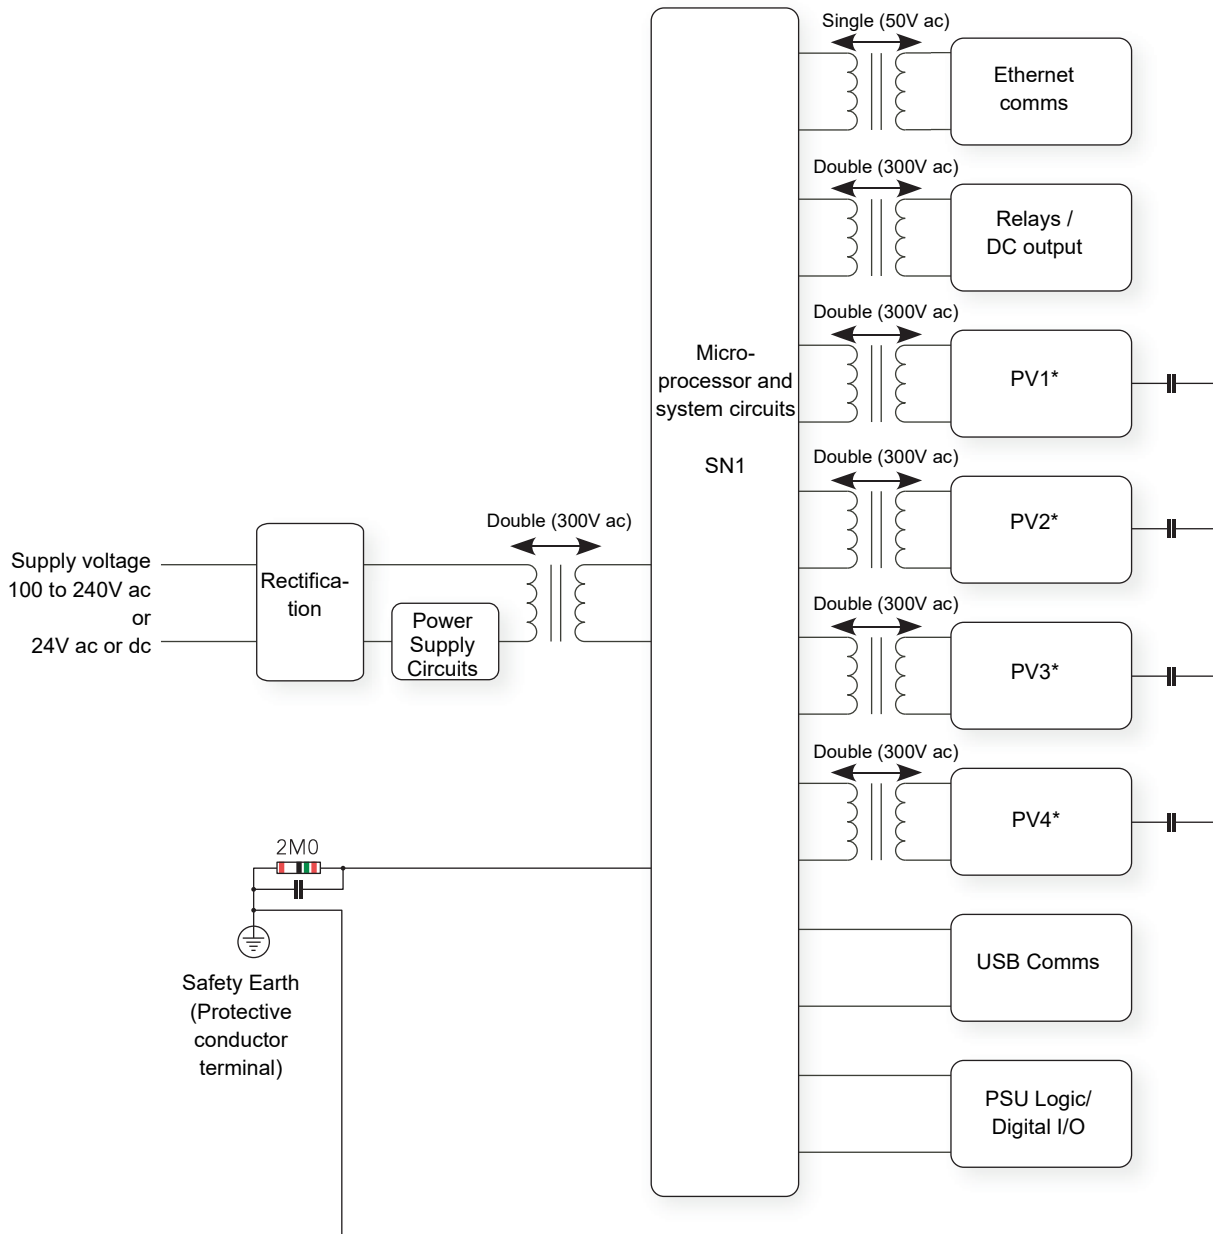 Single (50V ac)
Ethernet
comms
Double (300V ac)
Relays /
DC output
Double (300V ac)
PV1*
Micro-
processor and
system circuits
SN1
Double (300V ac)
PV2*
Double (300V ac)
Supply voltage
100 to 240V ac
or
24V ac or dc
Rectifica-
tion
Power
Supply
Circuits
Double (300V ac)
PV3*
Double (300V ac)
PV4*
2M0
Safety Earth
(Protective
conductor
terminal)
USB Comms
PSU Logic/
Digital I/O